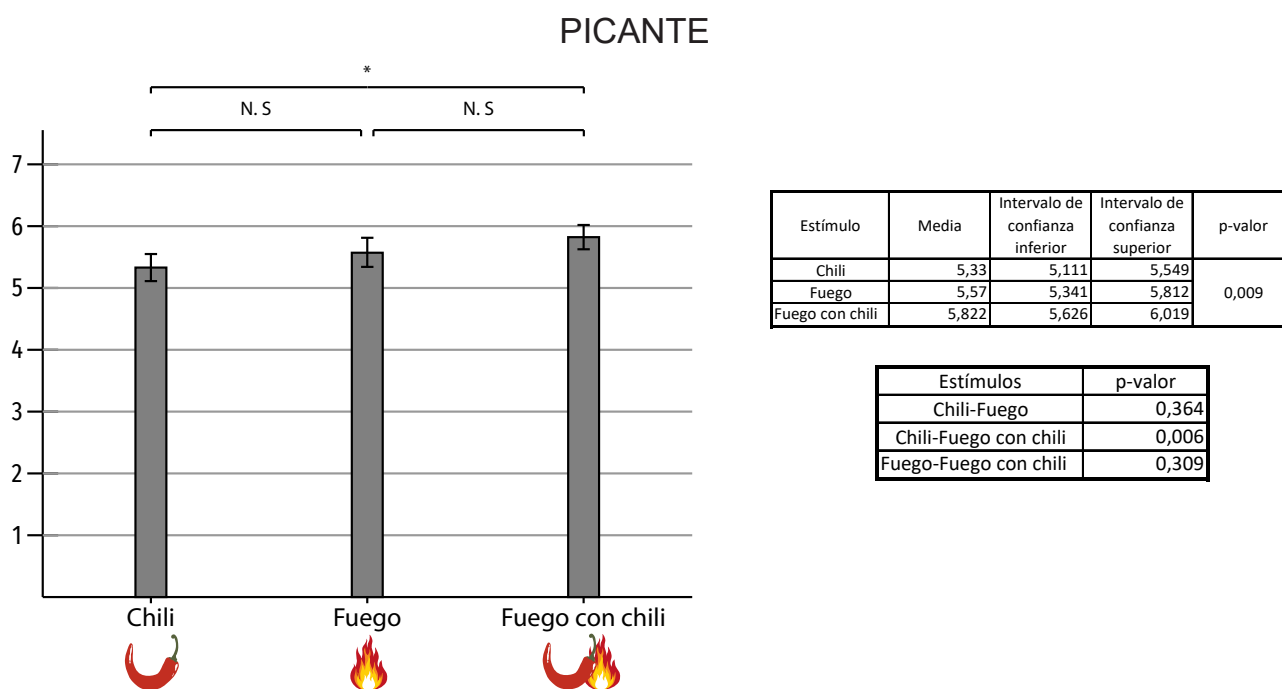 PICANTE
*
N. S
N. S
7
6
5
4
3
2
1
Chili
Fuego
Fuego con chili
Estímulo
Media
Intervalo de
confianza
inferior
Intervalo de
confianza
superior
p-valor
Chili
5,33
5,111
5,549
Fuego
5,57
5,341
5,812
0,009
Fuego con chili
5,822
5,626
6,019
Estímulos
p-valor
Chili-Fuego
0,364
Chili-Fuego con chili
0,006
Fuego-Fuego con chili
0,309